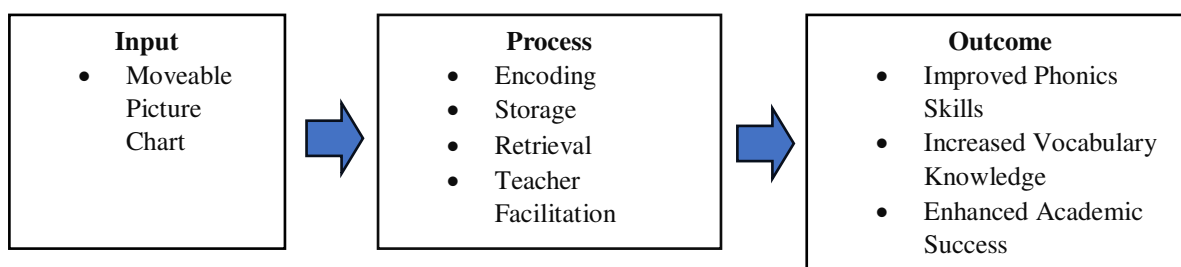 Input
• Moveable
Picture
Chart
Process
• Encoding
• Storage
• Retrieval
• Teacher
Facilitation
Outcome
• Improved Phonics
Skills
• Increased Vocabulary
Knowledge
• Enhanced Academic
Success